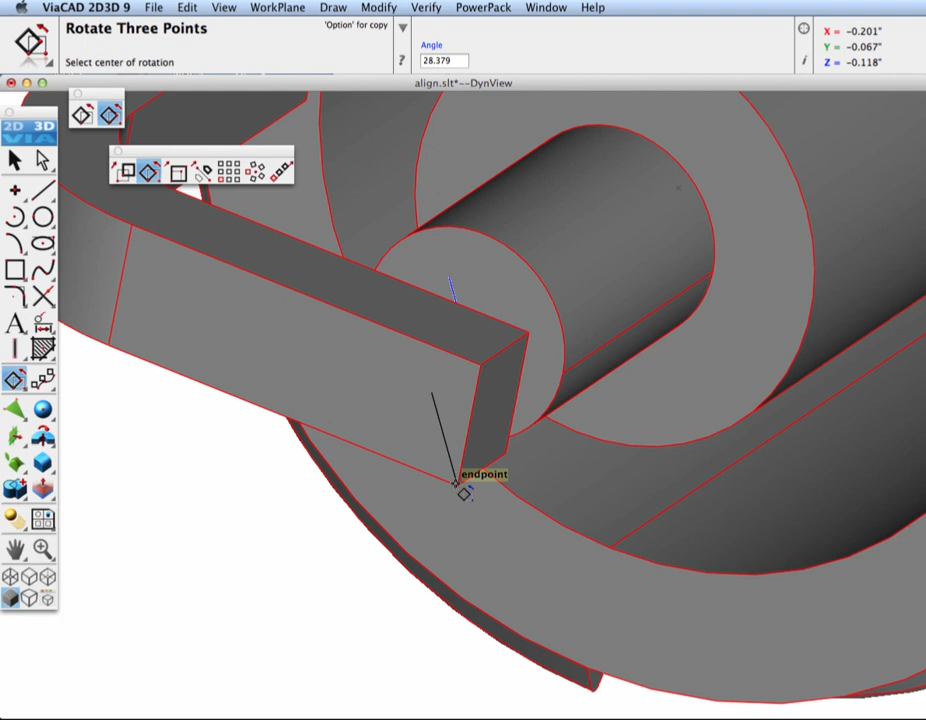 ViaCAD 2D3D 9 File Edit View WorkPlane Draw Modify Verify PowerPack Window Help
Rotate Three Points
'Option' for copy
Select center of rotation
?
Angle
28.379
i
X = -0.201"
Y = -0.067"
Z = -0.118"
align.slt*--DynView
2D 3D
VIA
A
endpoint